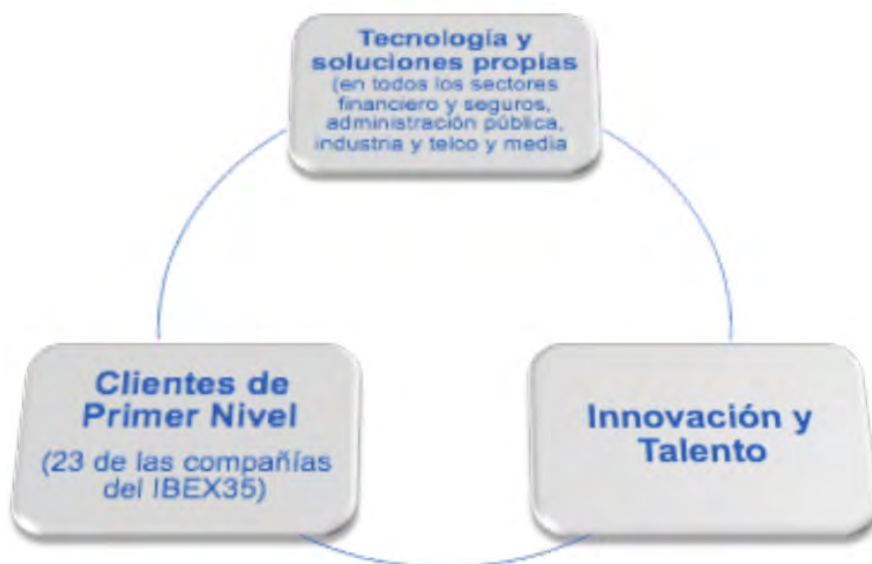 Tecnología y
soluciones propias
(en todos los sectores
financiero y seguros,
administración pública,
industria y telco y media
Clientes de
Primer Nivel
(23 de las compañías
del IBEX35)
Innovación y
Talento